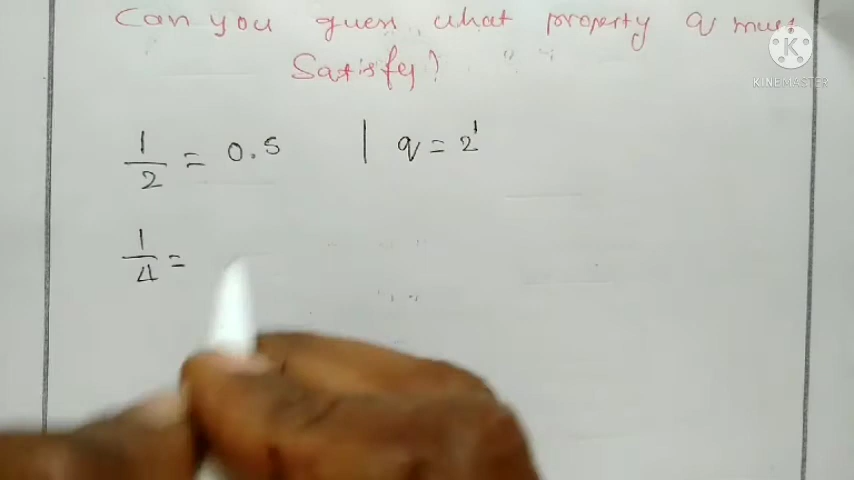 Can you guess what property q must
Satisfy?
KINEMASTER
1/2 = 0.5 | q = 2¹
1/4 =